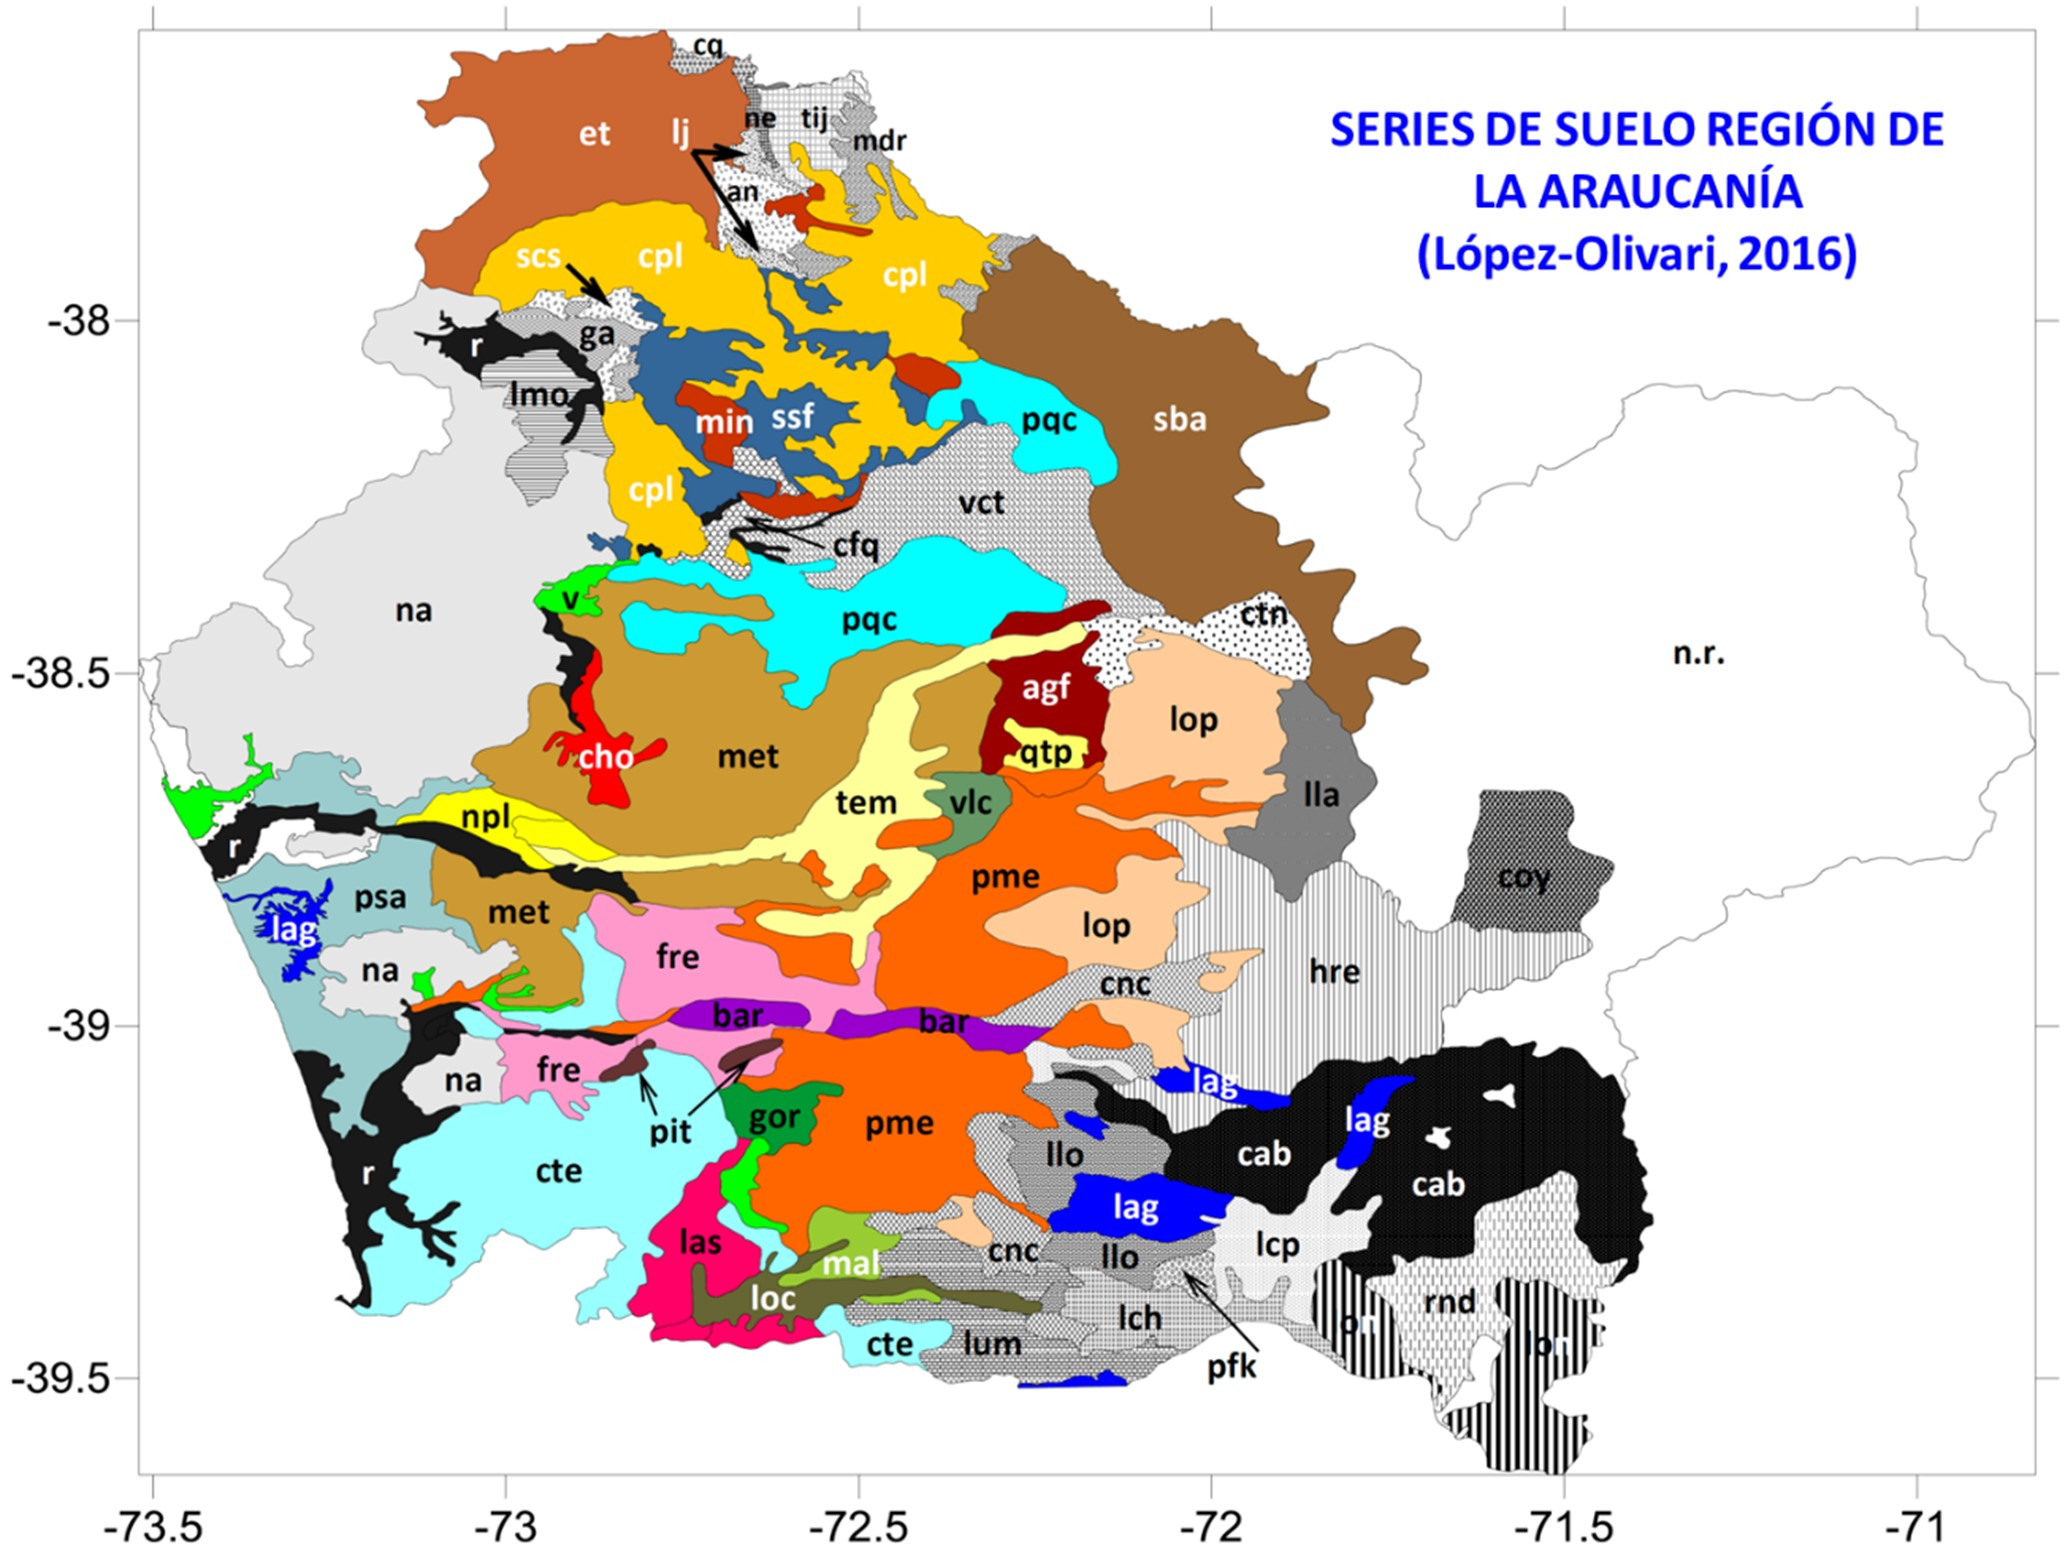 SERIES DE SUELO REGIÓN DE
LA ARAUCANÍA
(López-Olivari, 2016)
cq
et
lj
ne
tij
mdr
an
scs
cpl
cpl
ga
r
lmo
min
ssf
pqc
sba
cpl
vct
cfq
na
v
pqc
ctn
n.r.
agf
lop
qtp
cho
met
tem
vlc
lla
npl
r
pme
coy
psa
met
lag
lop
fre
na
cnc
hre
bar
bar
fre
na
lag
pit
gor
pme
lag
llo
cab
cte
r
cab
lag
las
cnc
llo
lcp
mal
loc
lch
rnd
lon
cte
lum
pfk
-38
-38.5
-39
-39.5
-73.5
-73
-72.5
-72
-71.5
-71